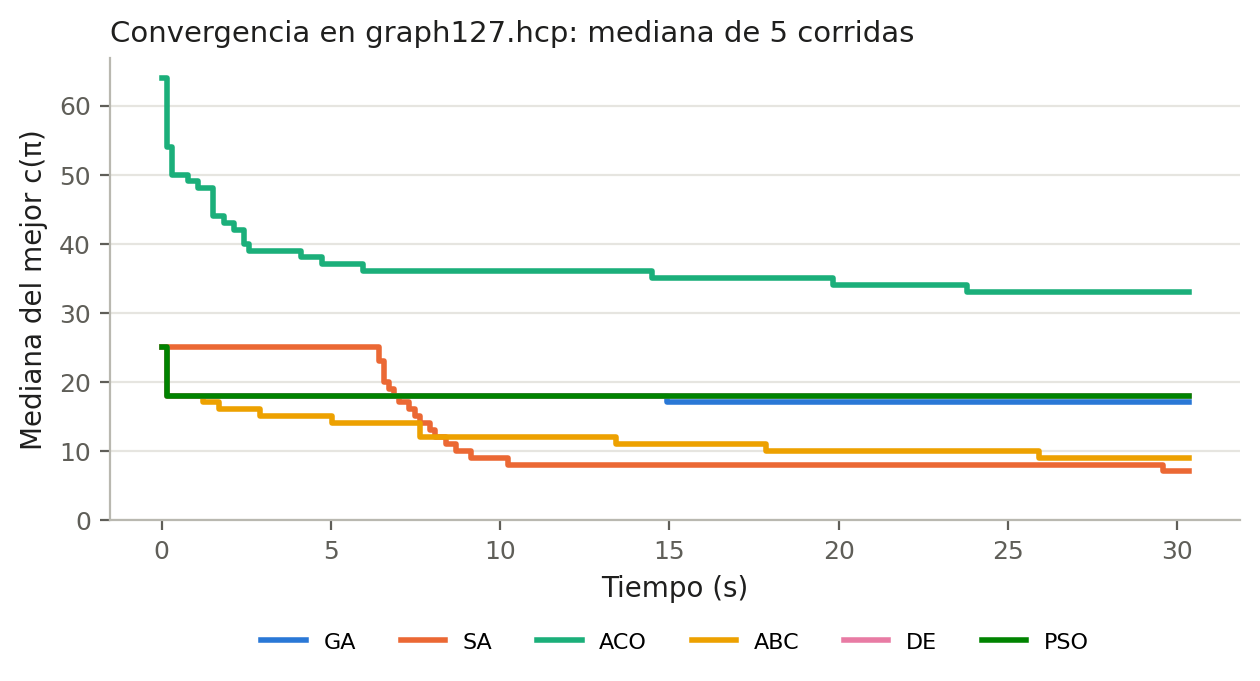 Convergencia en graph127.hcp: mediana de 5 corridas
Mediana del mejor c(π)
60
50
40
30
20
10
0
0 5 10 15 20 25 30
Tiempo (s)
GA SA ACO ABC DE PSO